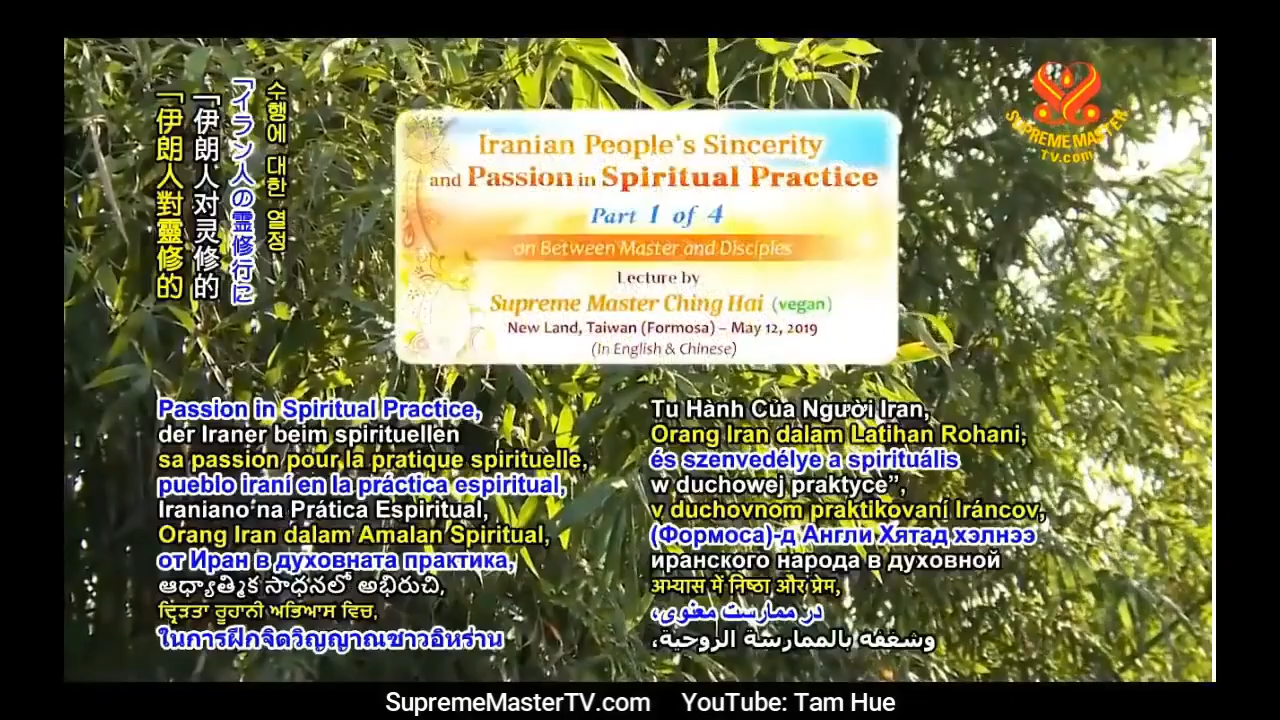 수행에 대한 열정
「イラン人の霊修行に
「伊朗人对灵修的
「伊朗人對靈修的
Iranian People's Sincerity
and Passion in Spiritual Practice
Part 1 of 4
on Between Master and Disciples
Lecture by
Supreme Master Ching Hai (vegan)
New Land, Taiwan (Formosa) – May 12, 2019
(In English & Chinese)
SUPREME MASTER
TV.com
Passion in Spiritual Practice,
der Iraner beim spirituellen
sa passion pour la pratique spirituelle,
pueblo iraní en la práctica espiritual,
Iraniano na Prática Espiritual,
Orang Iran dalam Amalan Spiritual,
от Иран в духовната практика,
ఆధ్యాత్మిక సాధనలో అభిరుచి,
ਦ੍ਰਿੜਤਾ ਰੂਹਾਨੀ ਅਭਿਆਸ ਵਿਚ,
ในการฝึกจิตวิญญาณชาวอิหร่าน
Tu Hành Của Người Iran,
Orang Iran dalam Latihan Rohani,
és szenvedélye a spirituális
w duchowej praktyce”,
v duchovnom praktikovaní Iráncov,
(Формоса)-д Англи Хятад хэлнээ
иранского народа в духовной
अभ्यास में निष्ठा और प्रेम,
در ممارست معنوی،
وشغفه بالممارسة الروحية،
SupremeMasterTV.com YouTube: Tam Hue